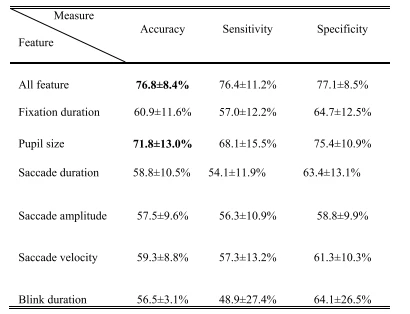 Measure
Accuracy Sensitivity Specificity
Feature
All feature 76.8±8.4% 76.4±11.2% 77.1±8.5%
Fixation duration 60.9±11.6% 57.0±12.2% 64.7±12.5%
Pupil size 71.8±13.0% 68.1±15.5% 75.4±10.9%
Saccade duration 58.8±10.5% 54.1±11.9% 63.4±13.1%
Saccade amplitude 57.5±9.6% 56.3±10.9% 58.8±9.9%
Saccade velocity 59.3±8.8% 57.3±13.2% 61.3±10.3%
Blink duration 56.5±3.1% 48.9±27.4% 64.1±26.5%